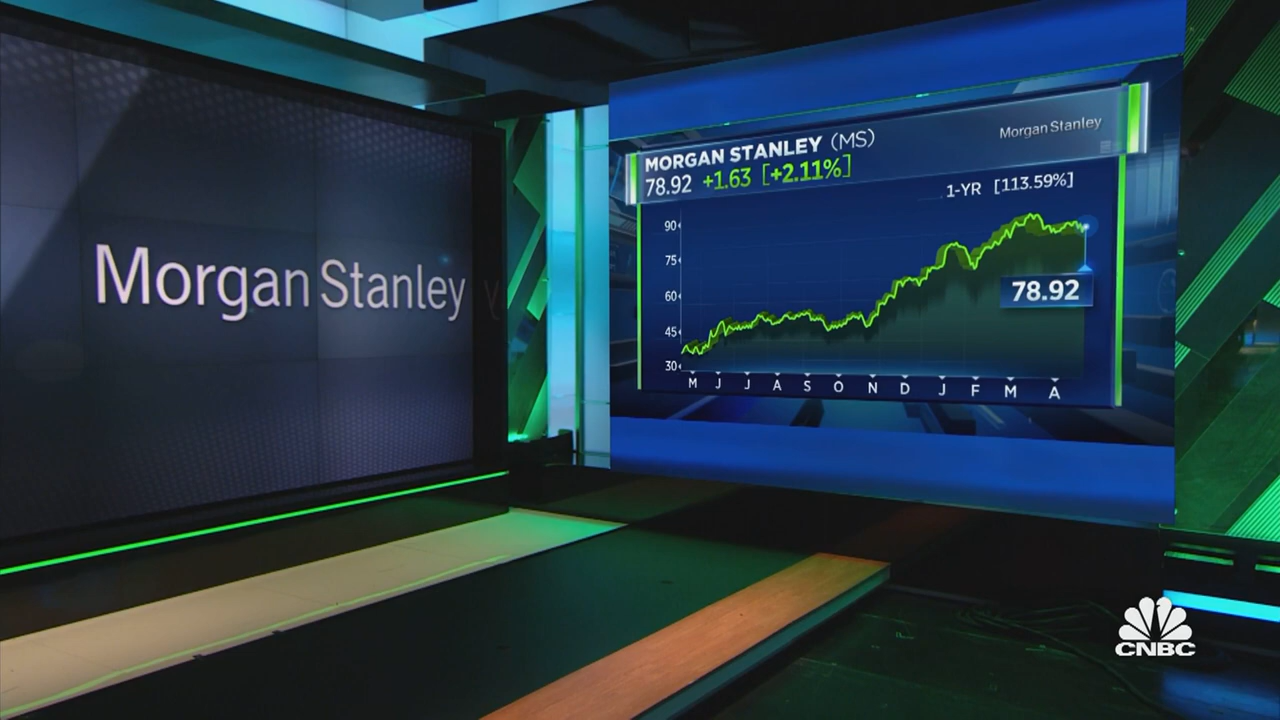 Morgan Stanley
MORGAN STANLEY (MS)
78.92 +1.63 [+2.11%]
Morgan Stanley
1-YR [113.59%]
90
75
60
45
30
78.92
M J J A S O N D J F M A
CNBC